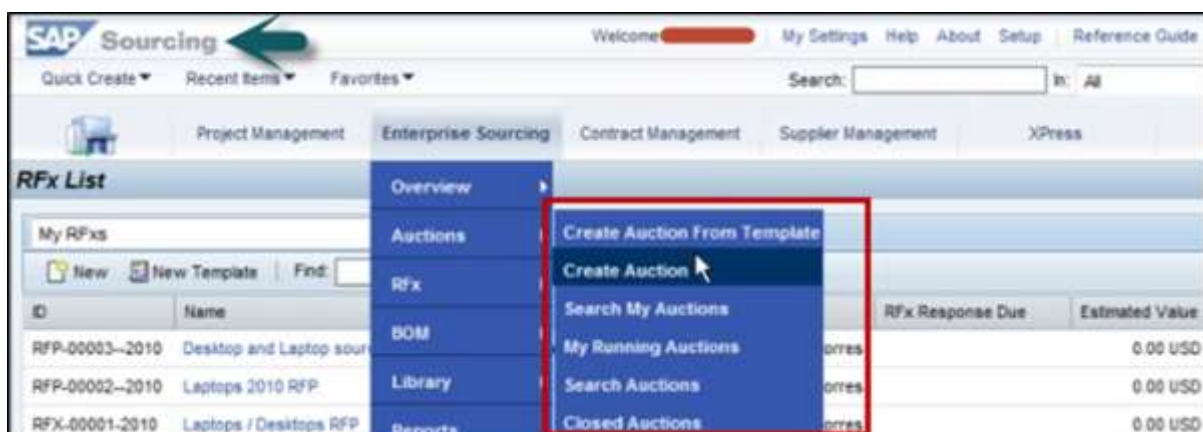 SAP Sourcing
Welcome My Settings Help About Setup Reference Guide
Quick Create Recent Items Favorites Search: In: All
Project Management Enterprise Sourcing Contract Management Supplier Management XPress
RFx List
Overview
My RFxs
Auctions
Create Auction From Template
New New Template Find:
RFx
Create Auction
ID Name
Search My Auctions
RFx Response Due Estimated Value
RFP-00003--2010 Desktop and Laptop sour
BOM
My Running Auctions
orres 0.00 USD
RFP-00002--2010 Laptops 2010 RFP
Library
Search Auctions
orres 0.00 USD
RFX-00001-2010 Laptops / Desktops RFP
Reports
Closed Auctions
orres 0.00 USD